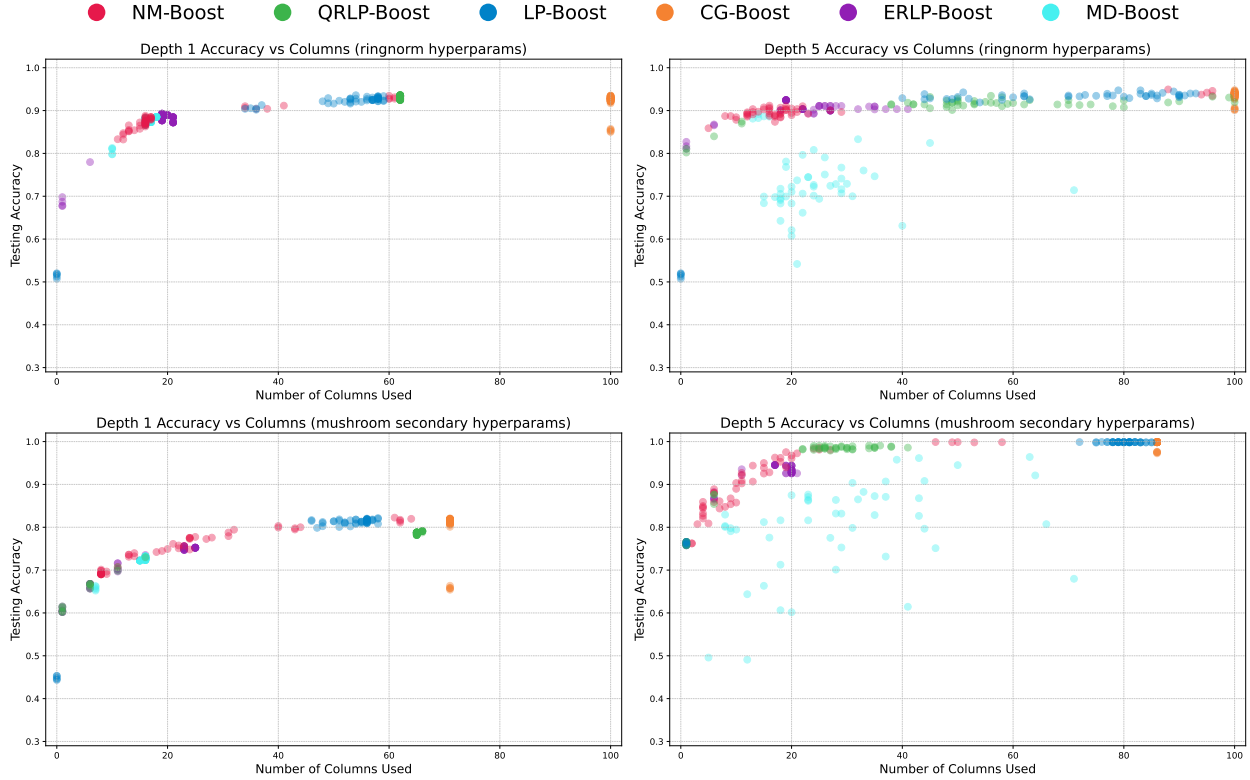 NM-Boost QRLP-Boost LP-Boost CG-Boost ERLP-Boost MD-Boost
Depth 1 Accuracy vs Columns (ringnorm hyperparams)
Testing Accuracy
1.0
0.9
0.8
0.7
0.6
0.5
0.4
0.3
0 20 40 60 80 100
Number of Columns Used
Depth 5 Accuracy vs Columns (ringnorm hyperparams)
Testing Accuracy
1.0
0.9
0.8
0.7
0.6
0.5
0.4
0.3
0 20 40 60 80 100
Number of Columns Used
Depth 1 Accuracy vs Columns (mushroom secondary hyperparams)
Testing Accuracy
1.0
0.9
0.8
0.7
0.6
0.5
0.4
0.3
0 20 40 60 80 100
Number of Columns Used
Depth 5 Accuracy vs Columns (mushroom secondary hyperparams)
Testing Accuracy
1.0
0.9
0.8
0.7
0.6
0.5
0.4
0.3
0 20 40 60 80 100
Number of Columns Used